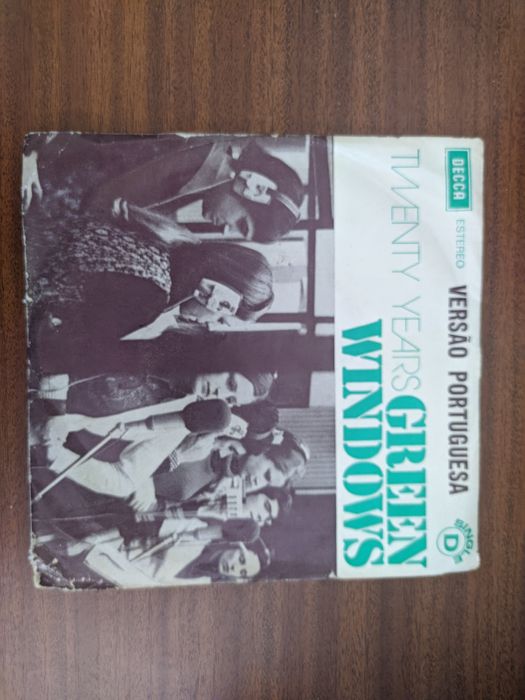 DECCA
ESTEREO
VERSÃO PORTUGUESA
SINGLE
D
TWENTY YEARS
GREEN
WINDOWS